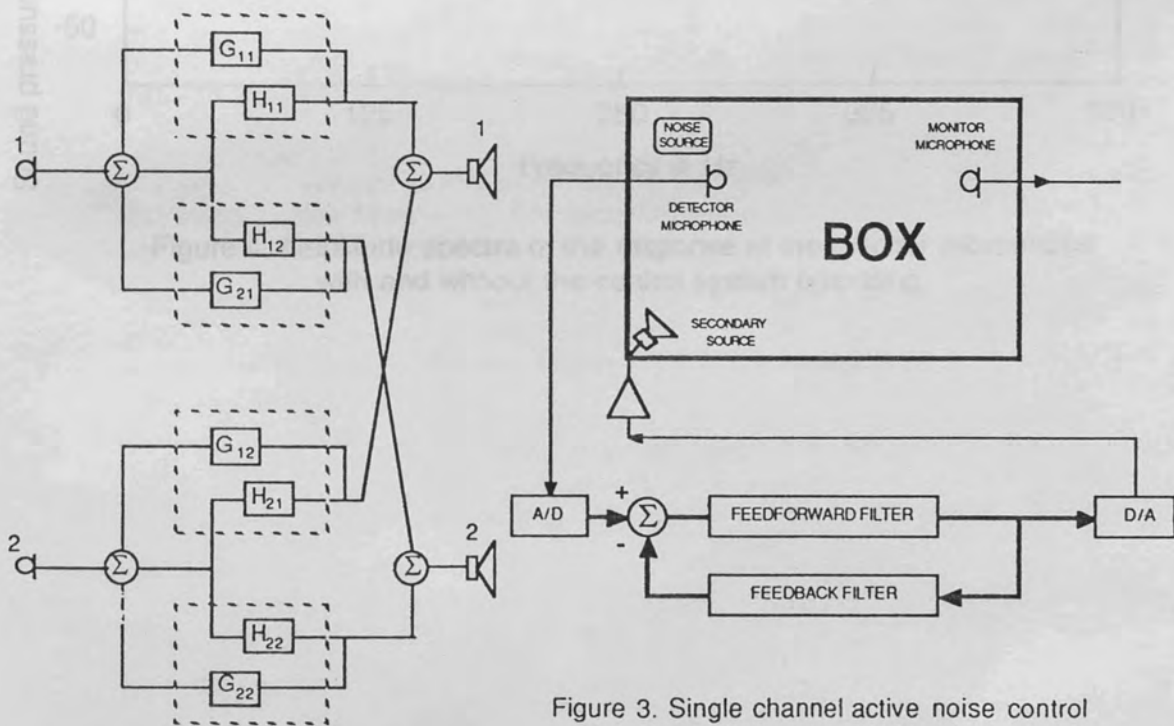 -50
G11
H11
1
1
Σ
Σ
H12
G21
G12
H21
2
2
Σ
Σ
H22
G22
NOISE
SOURCE
MONITOR
MICROPHONE
DETECTOR
MICROPHONE
BOX
SECONDARY
SOURCE
A/D
+
Σ
-
FEEDFORWARD FILTER
D/A
FEEDBACK FILTER
Figure 3. Single channel active noise control